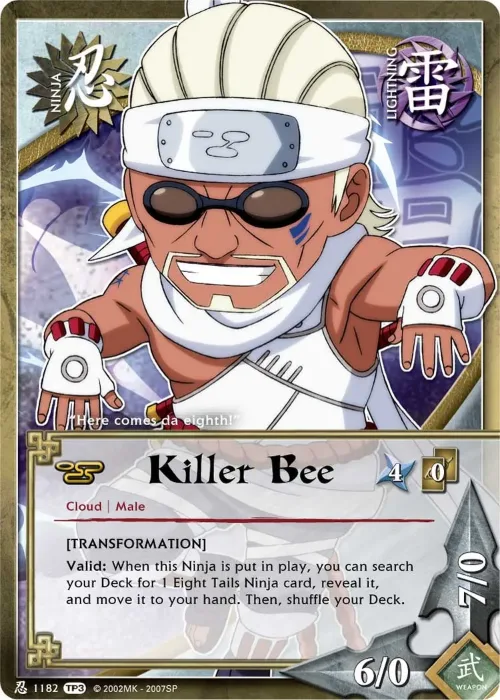 NINJA 忍
LIGHTNING 雷
"Here comes da eighth!"
Killer Bee 4 0
Cloud | Male
[TRANSFORMATION]
Valid: When this Ninja is put in play, you can search
your Deck for 1 Eight Tails Ninja card, reveal it,
and move it to your hand. Then, shuffle your Deck.
7/0
6/0
武
WEAPON
忍 1182 TP3 © 2002MK - 2007SP